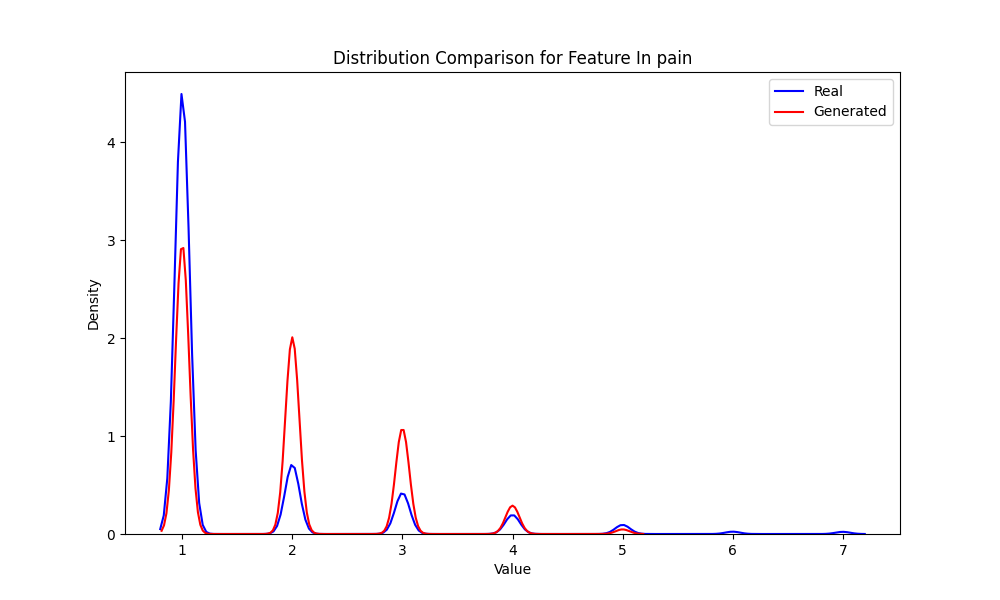 Distribution Comparison for Feature In pain
Real
Generated
4
3
2
1
0
Density
1 2 3 4 5 6 7
Value